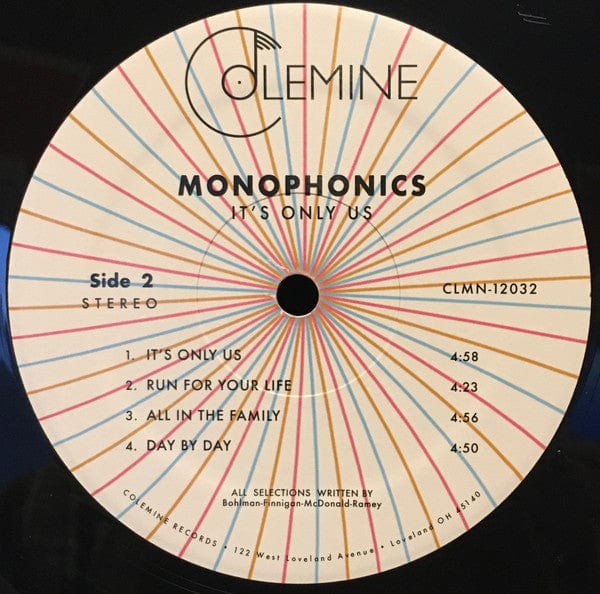 COLEMINE
MONOPHONICS
IT'S ONLY US
Side 2
STEREO
CLMN-12032
1. IT'S ONLY US 4:58
2. RUN FOR YOUR LIFE 4:23
3. ALL IN THE FAMILY 4:56
4. DAY BY DAY 4:50
ALL SELECTIONS WRITTEN BY
Bohlman-Finnigan-McDonald-Ramey
COLEMINE RECORDS • 122 West Loveland Avenue • Loveland OH 45140